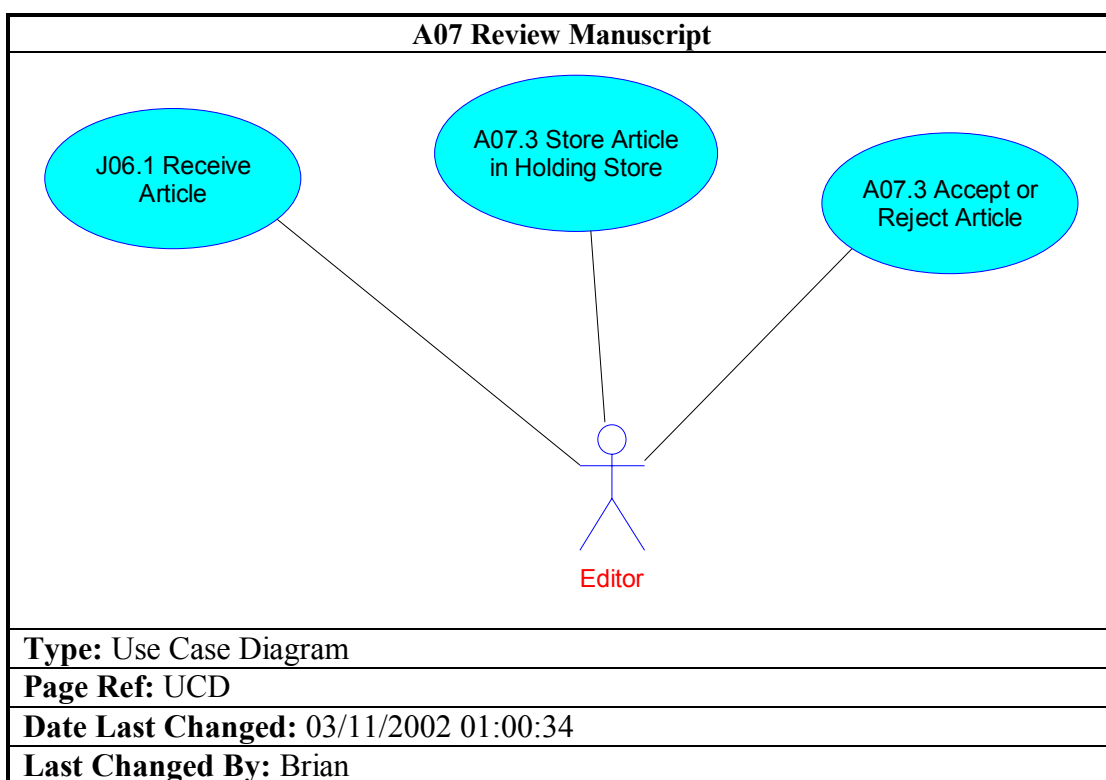 A07 Review Manuscript
J06.1 Receive
Article
A07.3 Store Article
in Holding Store
A07.3 Accept or
Reject Article
Editor
Type: Use Case Diagram
Page Ref: UCD
Date Last Changed: 03/11/2002 01:00:34
Last Changed By: Brian